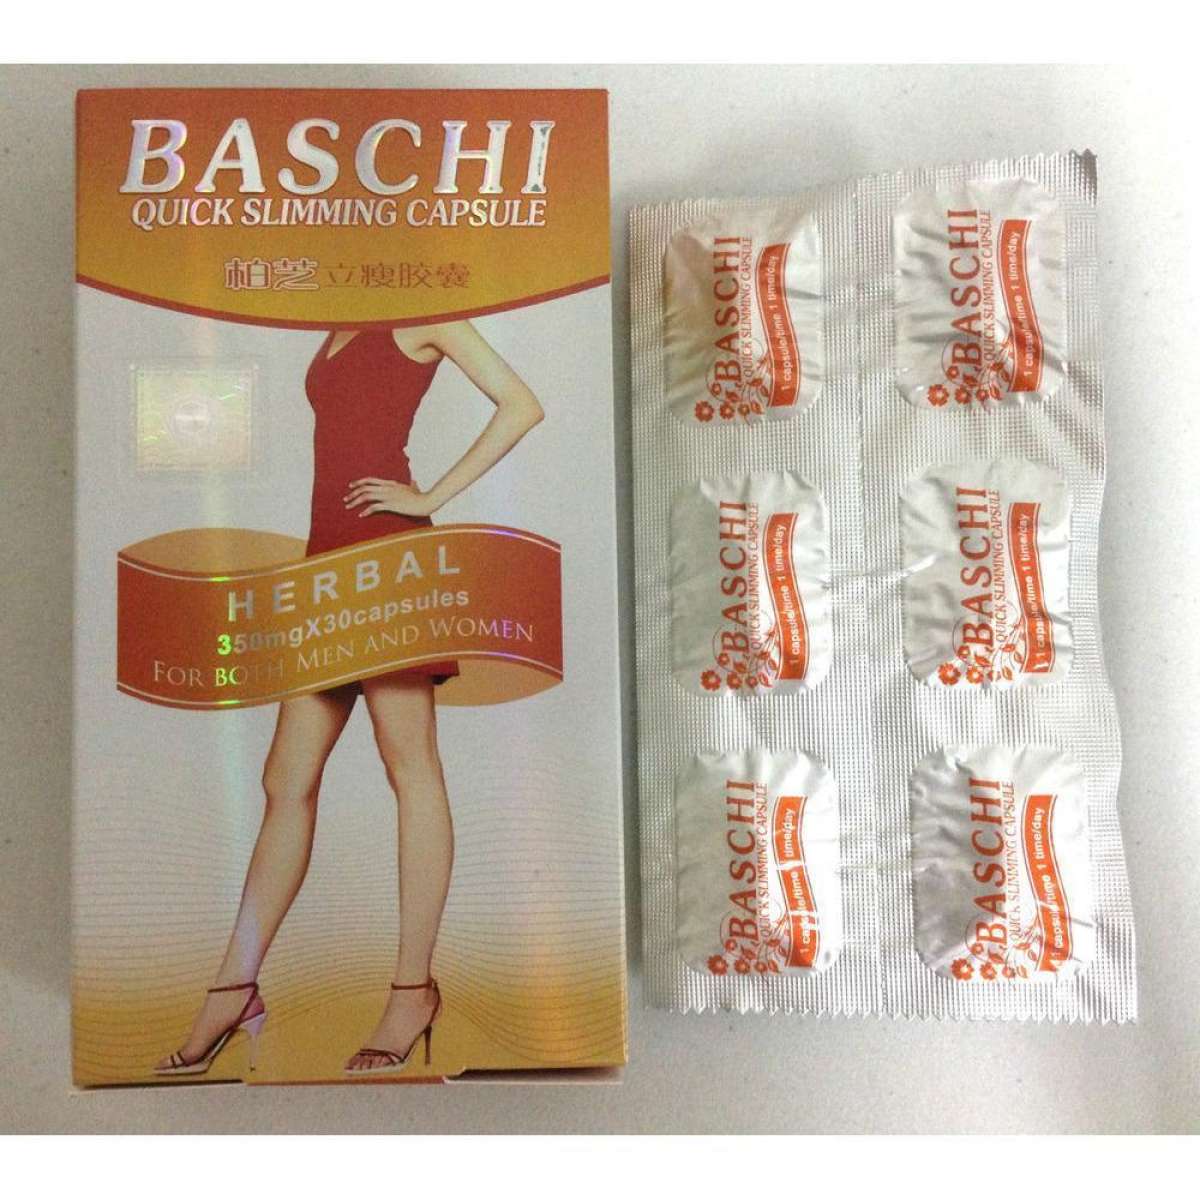 BASCHI
QUICK SLIMMING CAPSULE
柏芝立瘦胶囊
HERBAL
350mgX30capsules
FOR BOTH MEN AND WOMEN
BASCHI
QUICK SLIMMING CAPSULE
1 capsule/time 1 time/day
BASCHI
QUICK SLIMMING CAPSULE
1 capsule/time 1 time/day
BASCHI
QUICK SLIMMING CAPSULE
1 capsule/time 1 time/day
BASCHI
QUICK SLIMMING CAPSULE
1 capsule/time 1 time/day
BASCHI
QUICK SLIMMING CAPSULE
1 capsule/time 1 time/day
BASCHI
QUICK SLIMMING CAPSULE
1 capsule/time 1 time/day